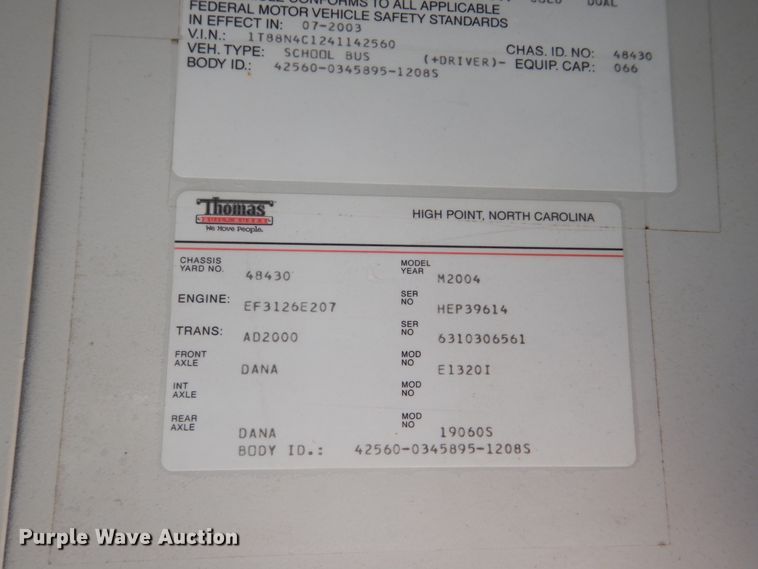 CONFORMS TO ALL APPLICABLE DUAL
FEDERAL MOTOR VEHICLE SAFETY STANDARDS
IN EFFECT IN: 07-2003
V.I.N.: 1T88N4C1241142560 CHAS. ID. NO: 48430
VEH. TYPE: SCHOOL BUS (+DRIVER)- EQUIP. CAP.: 066
BODY ID.: 42560-0345895-1208S
Thomas HIGH POINT, NORTH CAROLINA
BUILT BUSES
We Have People.
CHASSIS YARD NO. 48430 MODEL YEAR M2004
ENGINE: EF3126E207 SER NO HEP39614
TRANS: AD2000 SER NO 6310306561
FRONT AXLE DANA MOD NO E1320I
INT AXLE MOD NO
REAR AXLE DANA MOD NO 19060S
BODY ID.: 42560-0345895-1208S
Purple Wave Auction